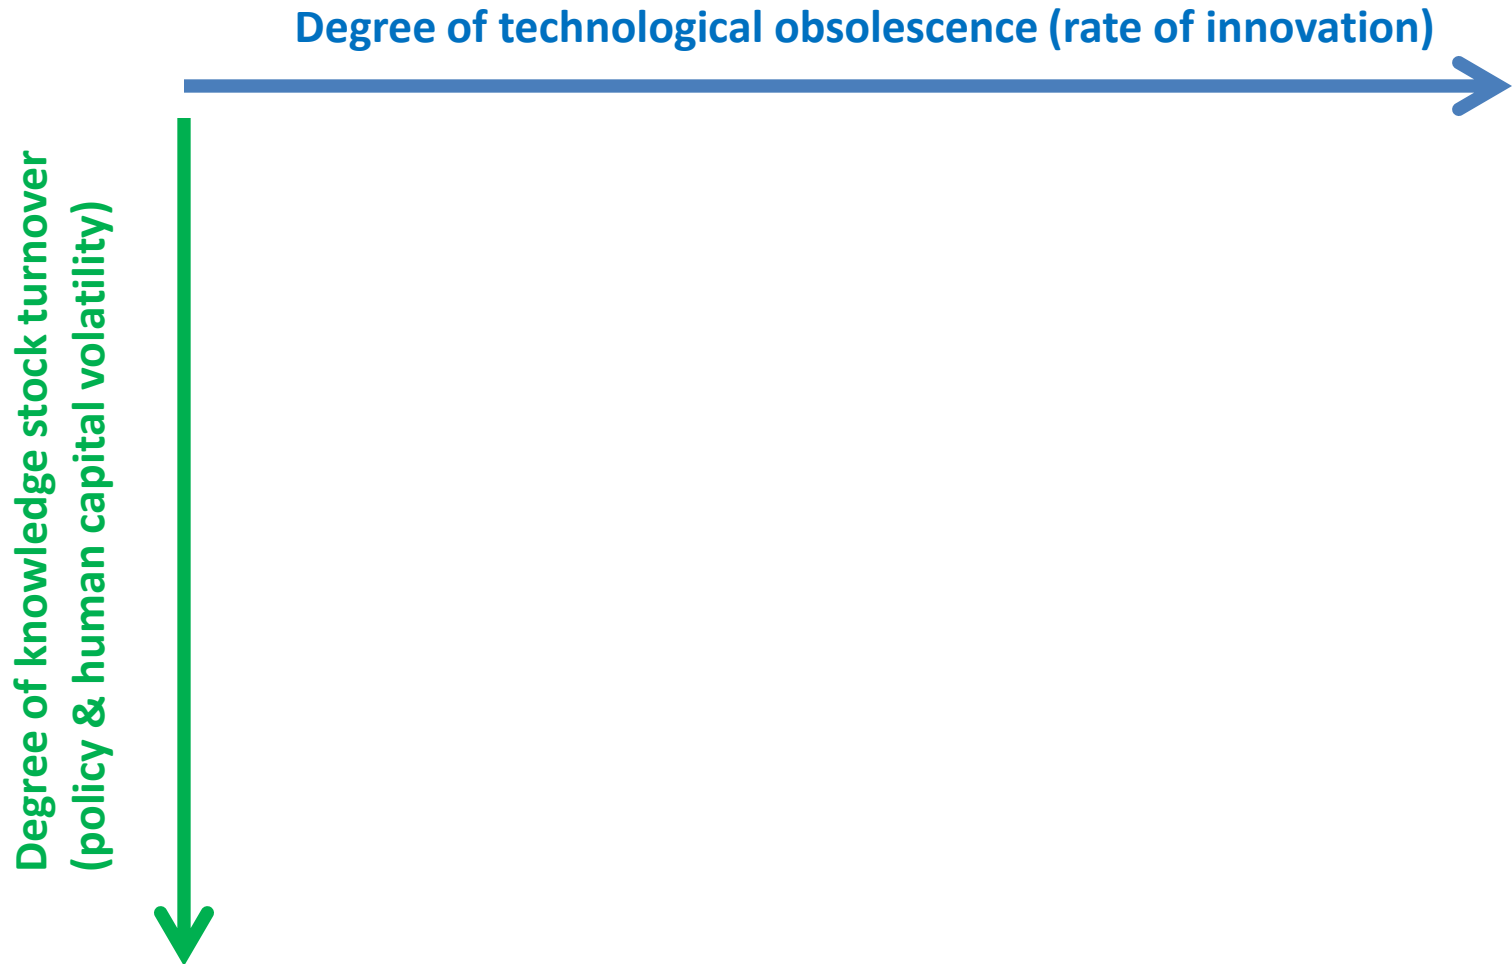 Degree of technological obsolescence (rate of innovation)
Degree of knowledge stock turnover
(policy & human capital volatility)